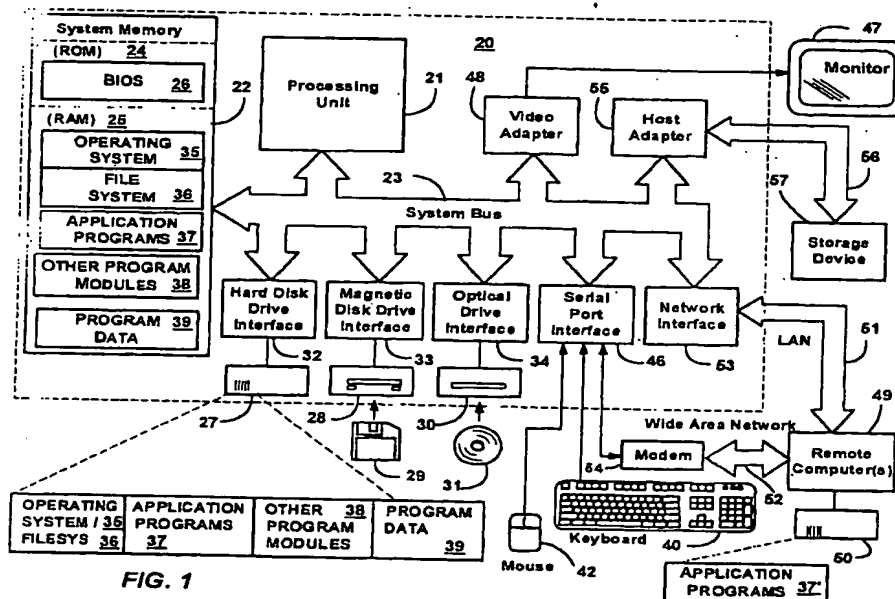 System Memory
(ROM) 24
BIOS
26
22
(RAM) 25
OPERATING
SYSTEM 35
FILE
SYSTEM 36
APPLICATION
PROGRAMS 37
OTHER PROGRAM
MODULES 38
PROGRAM
DATA 39
Processing
Unit
21
20
48
Video
Adapter
55
Host
Adapter
47
Monitor
56
57
Storage
Device
23
System Bus
Hard Disk
Drive
Interface
32
Magnetic
Disk Drive
Interface
33
Optical
Drive
Interface
34
Serial
Port
Interface
46
Network
Interface
53
LAN
51
27
28
29
30
31
Wide Area Network
49
Modem
54
52
Remote
Computer(s)
50
Keyboard
40
Mouse
42
OPERATING
SYSTEM / 35
FILESYS 36
APPLICATION
PROGRAMS
37
OTHER 38
PROGRAM
MODULES
PROGRAM
DATA
39
APPLICATION
PROGRAMS 37'
FIG. 1